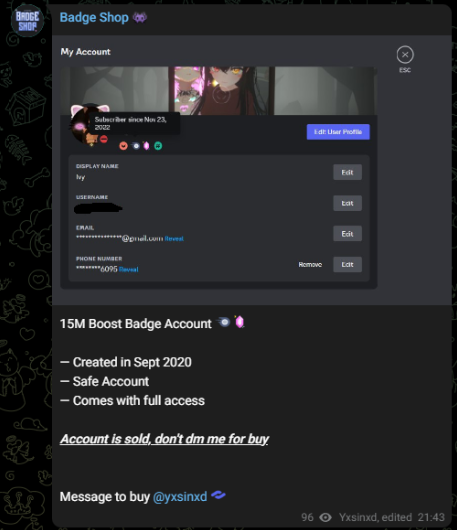 BADGE
SHOP
Badge Shop
My Account
ESC
Subscriber since Nov 23,
2022
Edit User Profile
DISPLAY NAME
Ivy
Edit
USERNAME
Edit
EMAIL
***************@gmail.com Reveal
Edit
PHONE NUMBER
********6095 Reveal
Remove
Edit
15M Boost Badge Account
— Created in Sept 2020
— Safe Account
— Comes with full access
Account is sold, don't dm me for buy
Message to buy @yxsinxd
96 Yxsinxd, edited 21:43